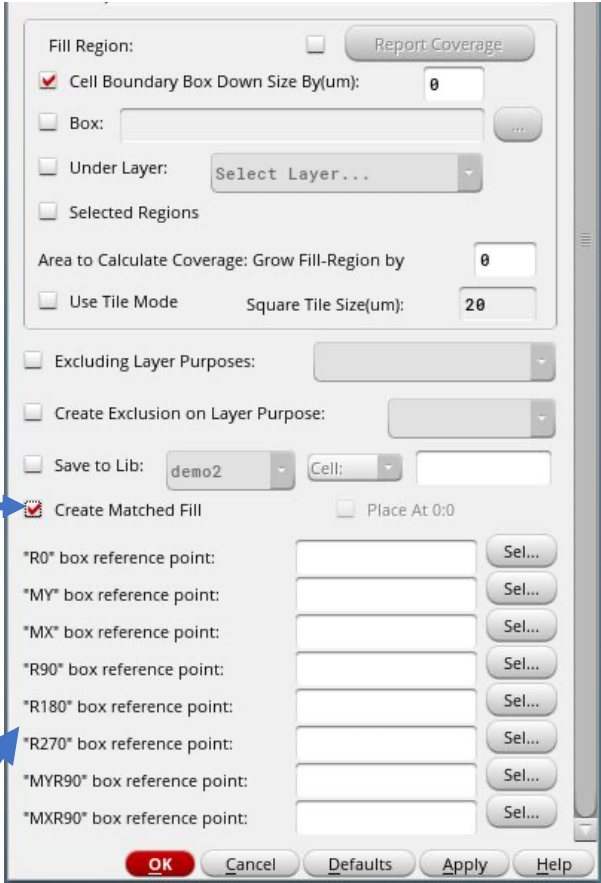 Fill Region: Report Coverage
Cell Boundary Box Down Size By(um): 0
Box: ...
Under Layer: Select Layer...
Selected Regions
Area to Calculate Coverage: Grow Fill-Region by 0
Use Tile Mode Square Tile Size(um): 20
Excluding Layer Purposes:
Create Exclusion on Layer Purpose:
Save to Lib: demo2 Cell:
Create Matched Fill Place At 0:0
"R0" box reference point: Sel...
"MY" box reference point: Sel...
"MX" box reference point: Sel...
"R90" box reference point: Sel...
"R180" box reference point: Sel...
"R270" box reference point: Sel...
"MYR90" box reference point: Sel...
"MXR90" box reference point: Sel...
OK Cancel Defaults Apply Help